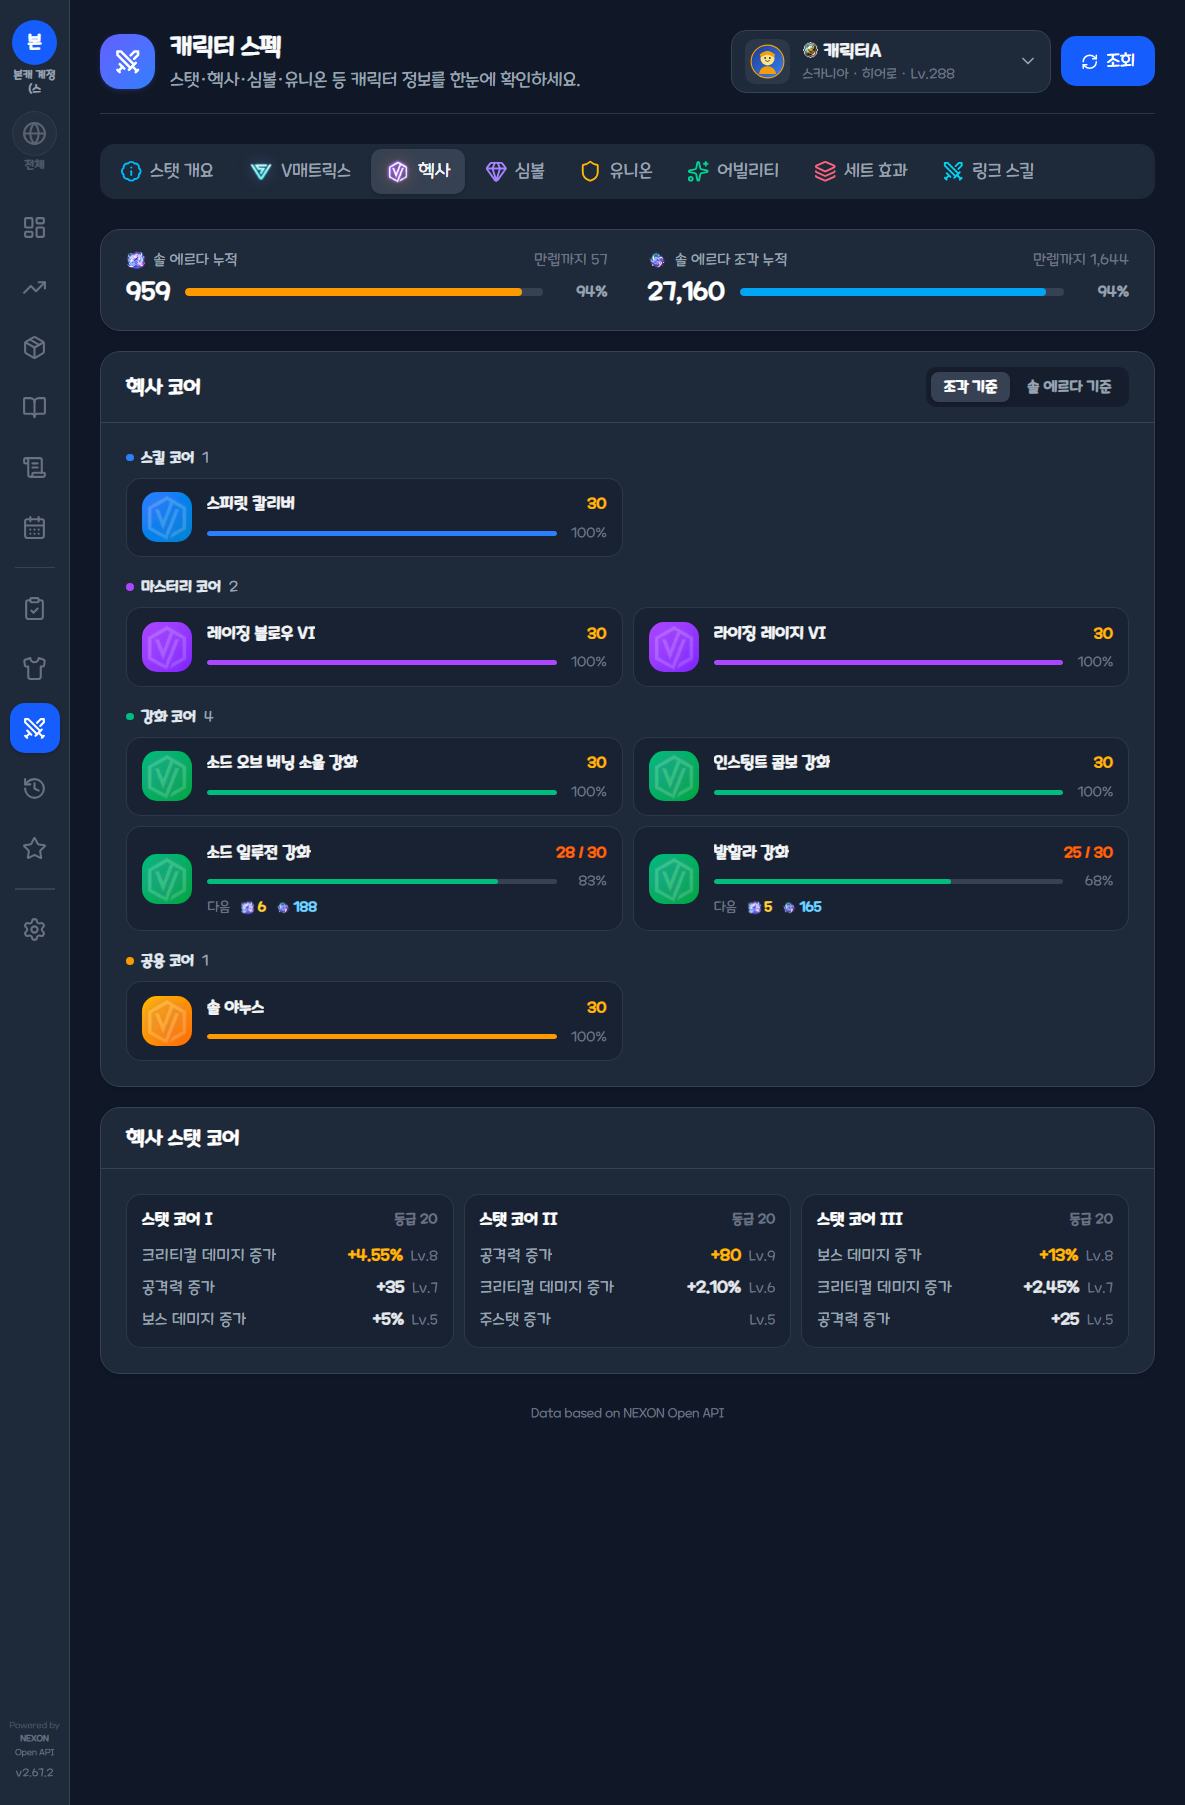 본
본캐 계정
(스
전체
Powered by
NEXON
Open API
v2.67.2
캐릭터 스펙
스탯·헥사·심볼·유니온 등 캐릭터 정보를 한눈에 확인하세요.
캐릭터A
스카니아 · 히어로 · Lv.288
조회
스탯 개요
V매트릭스
헥사
심볼
유니온
어빌리티
세트 효과
링크 스킬
솔 에르다 누적
만렙까지 57
959
94%
솔 에르다 조각 누적
만렙까지 1,644
27,160
94%
헥사 코어
조각 기준
솔 에르다 기준
스킬 코어 1
스피릿 칼리버
30
100%
마스터리 코어 2
레이징 블로우 VI
30
100%
라이징 레이지 VI
30
100%
강화 코어 4
소드 오브 버닝 소울 강화
30
100%
인스팅트 콤보 강화
30
100%
소드 일루전 강화
28 / 30
83%
다음 6 188
발할라 강화
25 / 30
68%
다음 5 165
공용 코어 1
솔 야누스
30
100%
헥사 스탯 코어
스탯 코어 I
등급 20
크리티컬 데미지 증가 +4.55% Lv.8
공격력 증가 +35 Lv.7
보스 데미지 증가 +5% Lv.5
스탯 코어 II
등급 20
공격력 증가 +80 Lv.9
크리티컬 데미지 증가 +2.10% Lv.6
주스탯 증가 Lv.5
스탯 코어 III
등급 20
보스 데미지 증가 +13% Lv.8
크리티컬 데미지 증가 +2.45% Lv.7
공격력 증가 +25 Lv.5
Data based on NEXON Open API